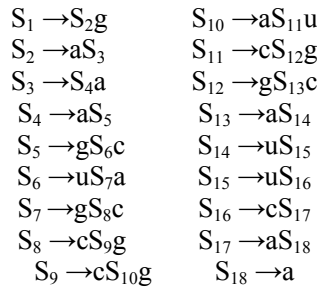 S₁ →S₂g
S₂ →aS₃
S₃ →S₄a
S₄ →aS₅
S₅ →gS₆c
S₆ →uS₇a
S₇ →gS₈c
S₈ →cS₉g
S₉ →cS₁₀g
S₁₀ →aS₁₁u
S₁₁ →cS₁₂g
S₁₂ →gS₁₃c
S₁₃ →aS₁₄
S₁₄ →uS₁₅
S₁₅ →uS₁₆
S₁₆ →cS₁₇
S₁₇ →aS₁₈
S₁₈ →a